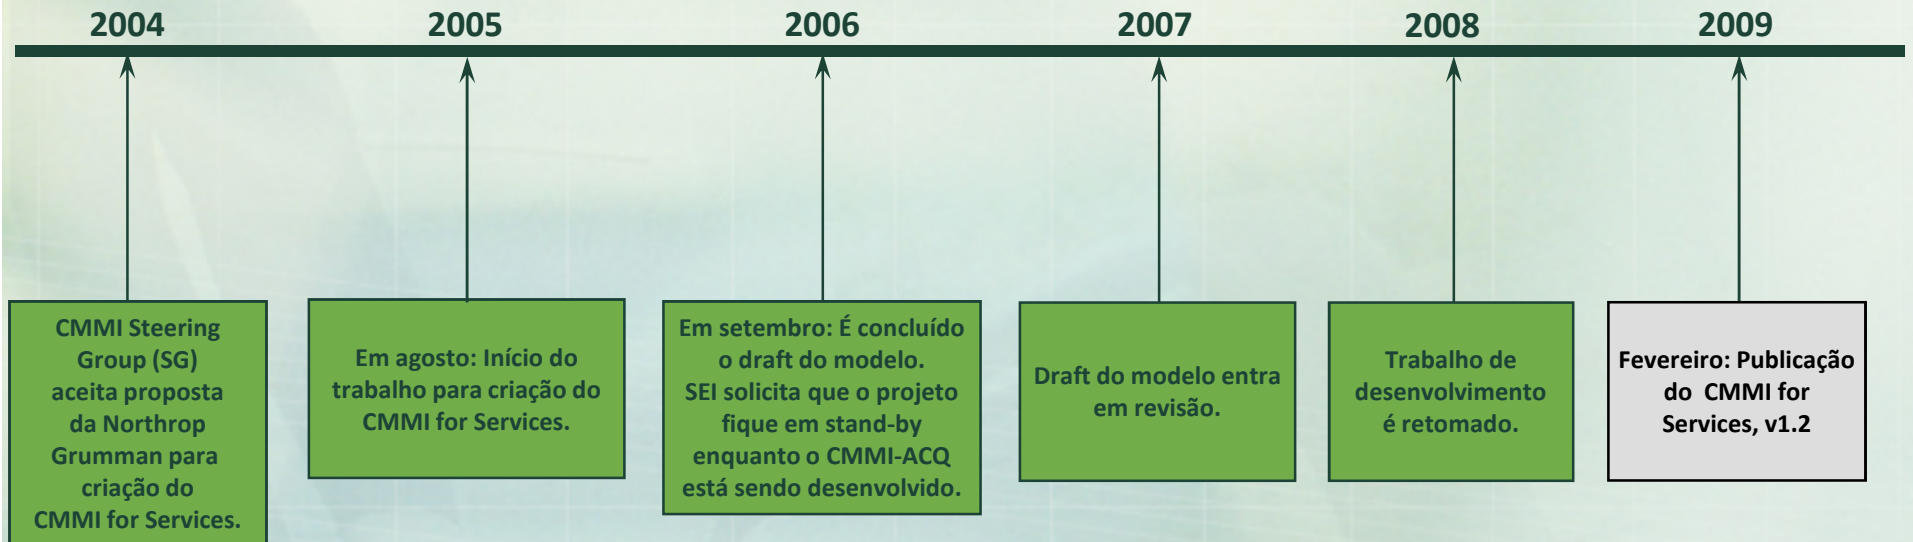 2004
2005
2006
2007
2008
2009
CMMI Steering
Group (SG)
aceita proposta
da Northrop
Grumman para
criação do
CMMI for Services.
Em agosto: Início do
trabalho para criação do
CMMI for Services.
Em setembro: É concluído
o draft do modelo.
SEI solicita que o projeto
fique em stand-by
enquanto o CMMI-ACQ
está sendo desenvolvido.
Draft do modelo entra
em revisão.
Trabalho de
desenvolvimento
é retomado.
Fevereiro: Publicação
do CMMI for
Services, v1.2